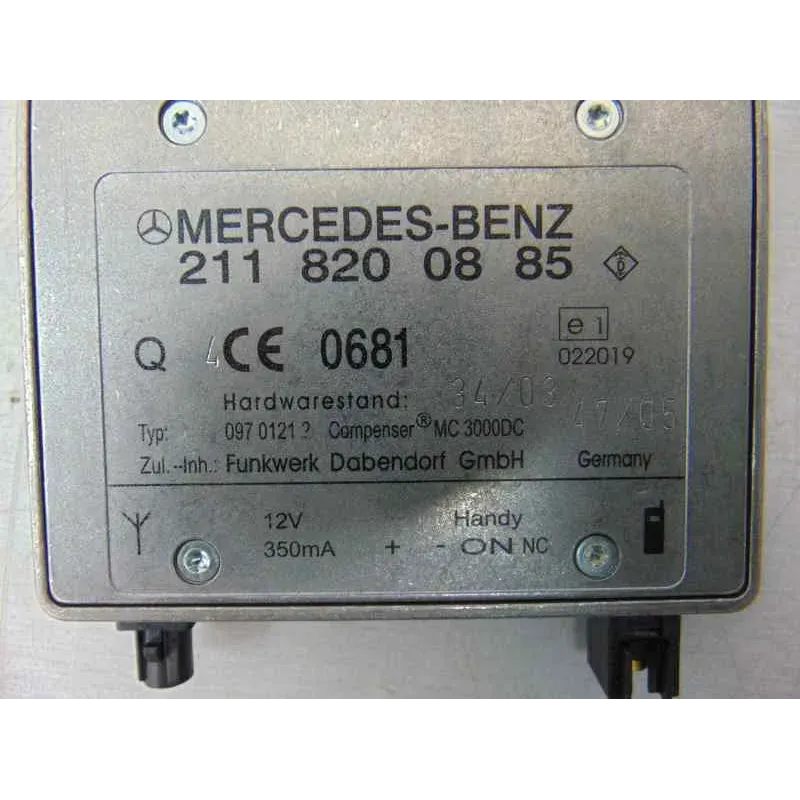 MERCEDES-BENZ
211 820 08 85
Q 4 CE 0681 e1
022019
Hardwarestand: 34/03 47/05
Typ: 097 0121 2 Compenser® MC 3000DC
Zul.-Inh.: Funkwerk Dabendorf GmbH Germany
12V Handy
350mA + - ON NC